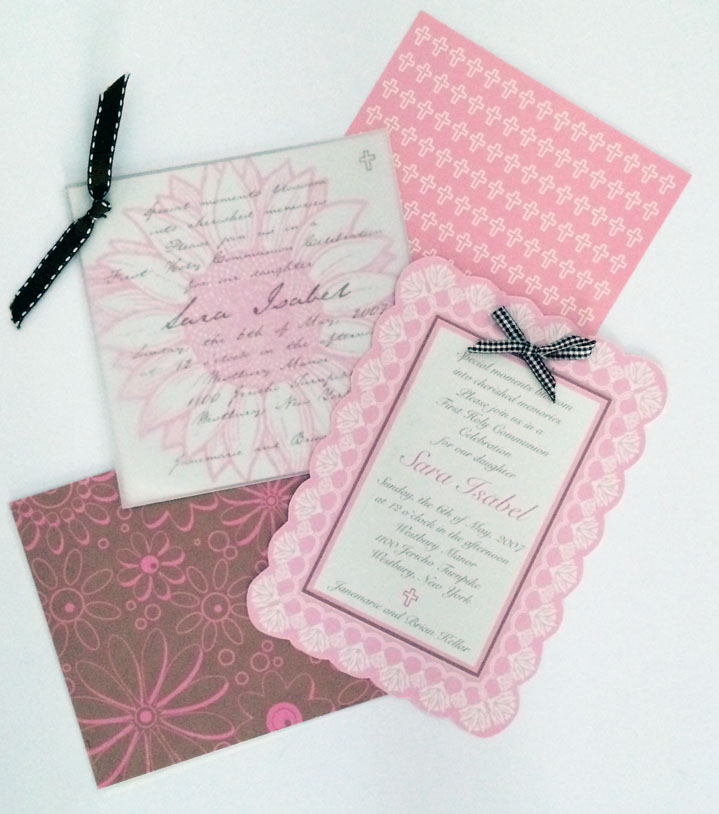 Special moments blossom
into cherished memories
Please join us in a
First Holy Communion Celebration
for our daughter
Sara Isabel
Sunday, the 6th of May, 2007
at 12 o'clock in the afternoon
Westbury Manor
1100 Jericho Turnpike
Westbury, New York
Janemarie and Brian
Special moments blossom
into cherished memories
Please join us in a
First Holy Communion
Celebration
for our daughter
Sara Isabel
Sunday, the 6th of May, 2007
at 12 o'clock in the afternoon
Westbury Manor
1100 Jericho Turnpike
Westbury, New York
Janemarie and Brian Keller